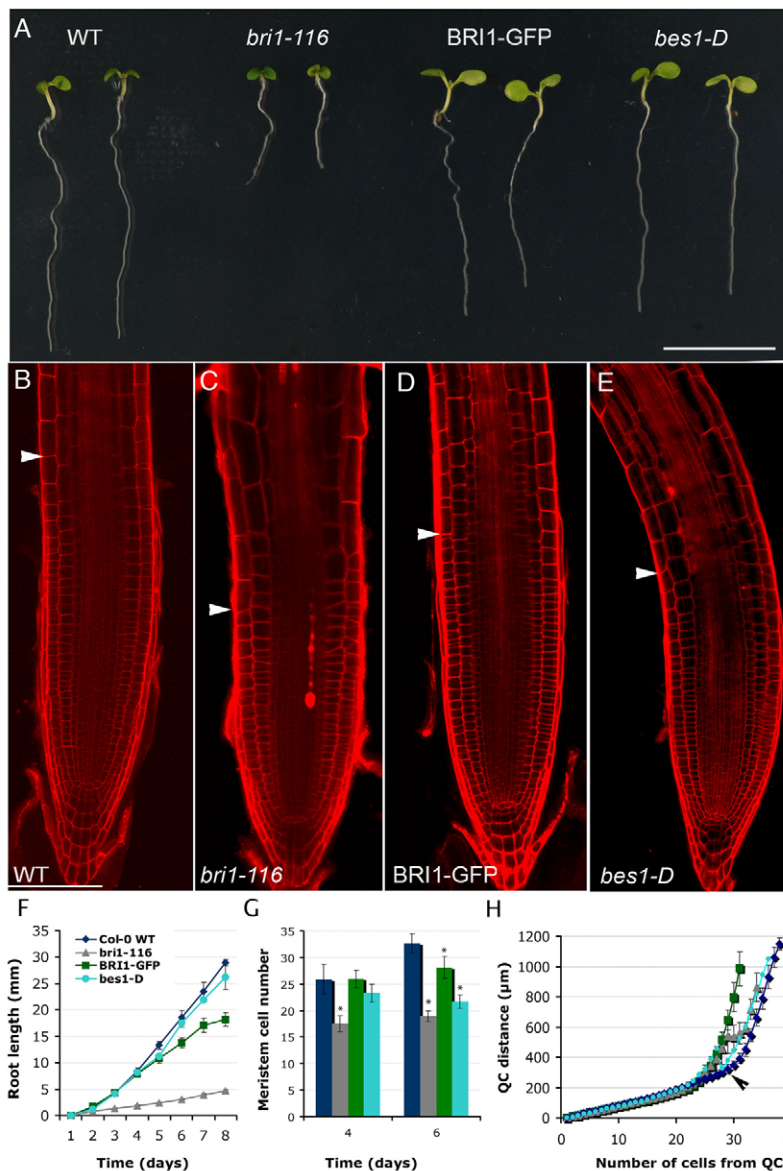 A
WT bri1-116 BRI1-GFP bes1-D
B C D E
WT bri1-116 BRI1-GFP bes1-D
F G H
Root length (mm)
35
30
25
20
15
10
5
0
1 2 3 4 5 6 7 8
Time (days)
Col-0 WT
bri1-116
BRI1-GFP
bes1-D
Meristem cell number
35
30
25
20
15
10
5
0
* * * *
4 6
Time (days)
QC distance (µm)
1200
1000
800
600
400
200
0
0 10 20 30
Number of cells from QC